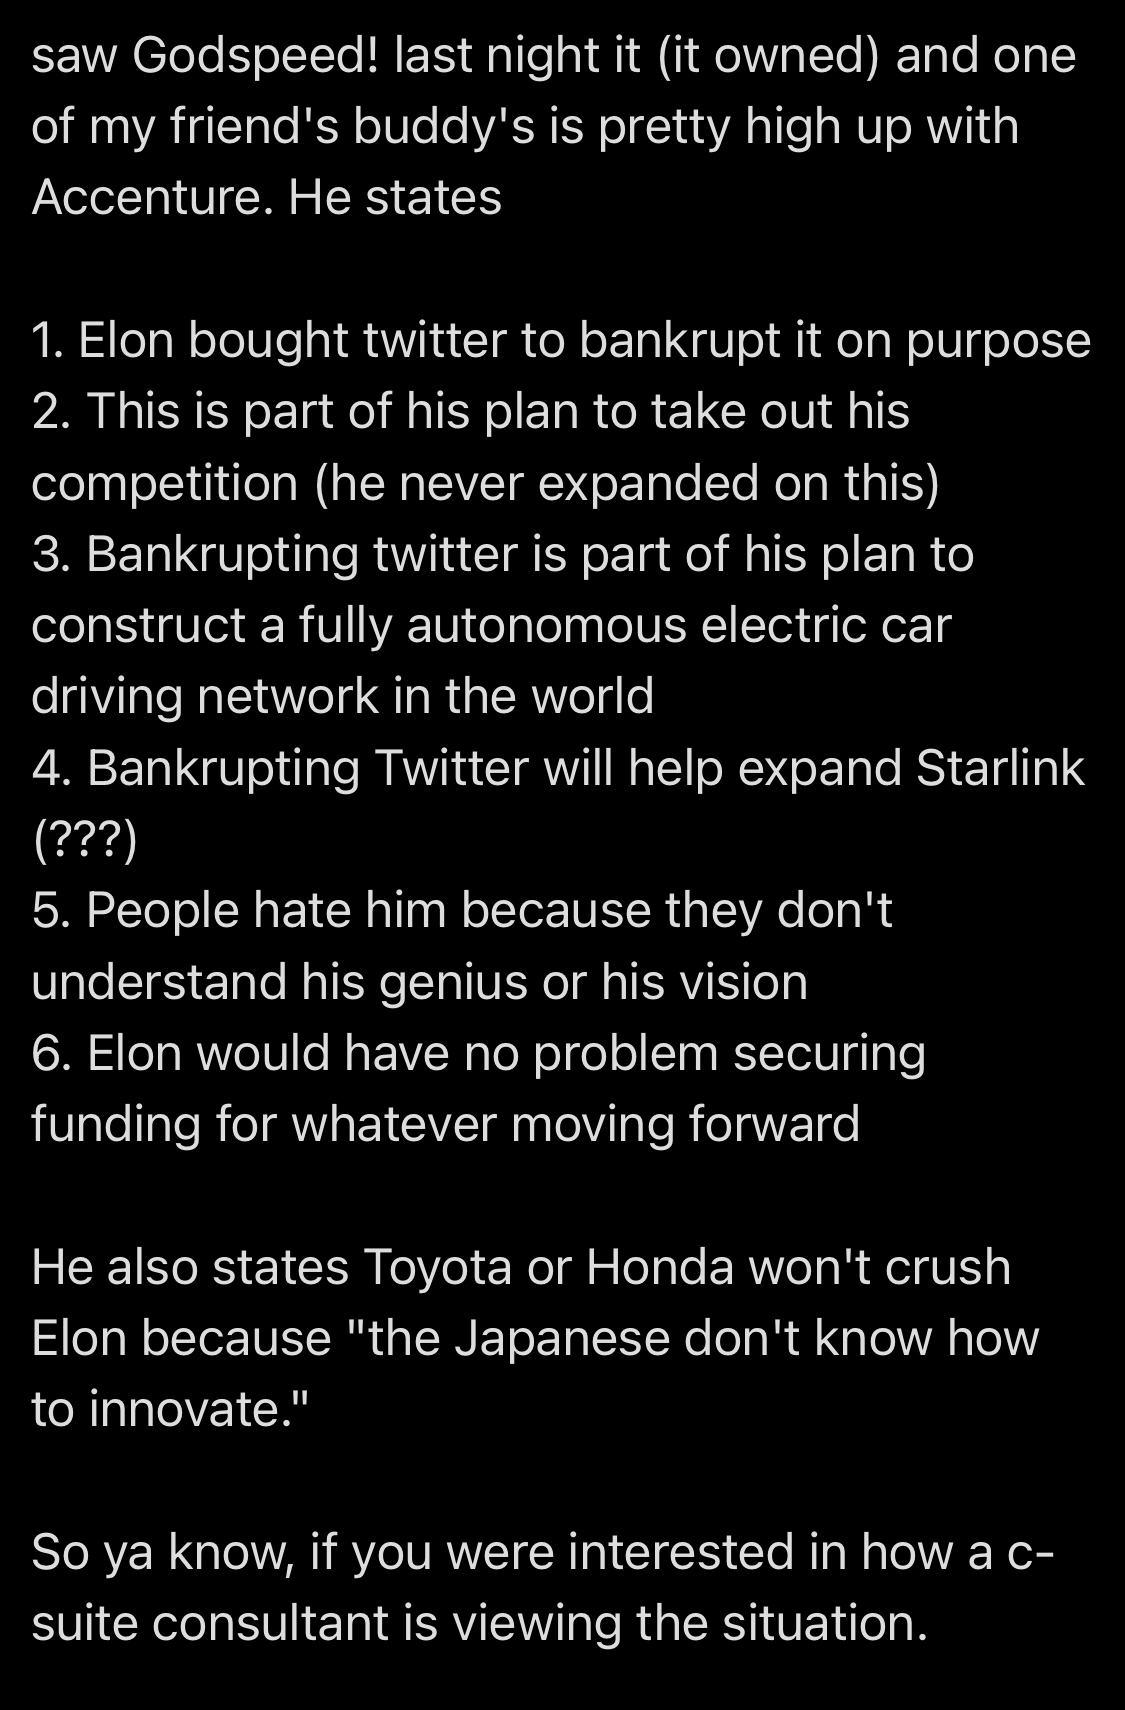 saw Godspeed! last night it (it owned) and one
of my friend's buddy's is pretty high up with
Accenture. He states
1. Elon bought twitter to bankrupt it on purpose
2. This is part of his plan to take out his
competition (he never expanded on this)
3. Bankrupting twitter is part of his plan to
construct a fully autonomous electric car
driving network in the world
4. Bankrupting Twitter will help expand Starlink
(???)
5. People hate him because they don't
understand his genius or his vision
6. Elon would have no problem securing
funding for whatever moving forward
He also states Toyota or Honda won't crush
Elon because "the Japanese don't know how
to innovate."
So ya know, if you were interested in how a c-
suite consultant is viewing the situation.